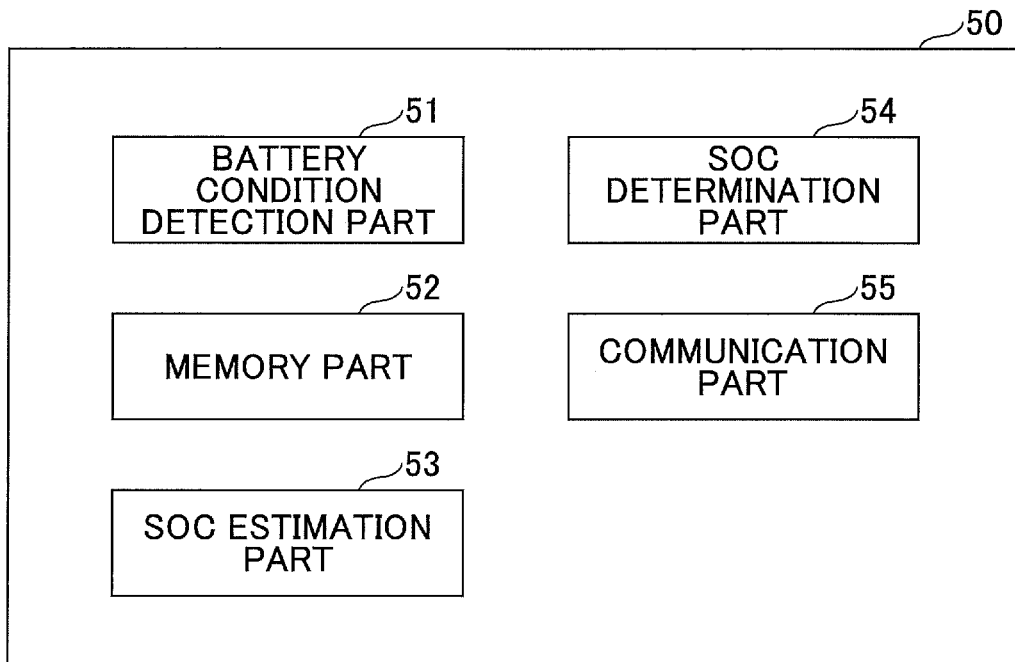 50
51
BATTERY
CONDITION
DETECTION PART
54
SOC
DETERMINATION
PART
52
MEMORY PART
55
COMMUNICATION
PART
53
SOC ESTIMATION
PART